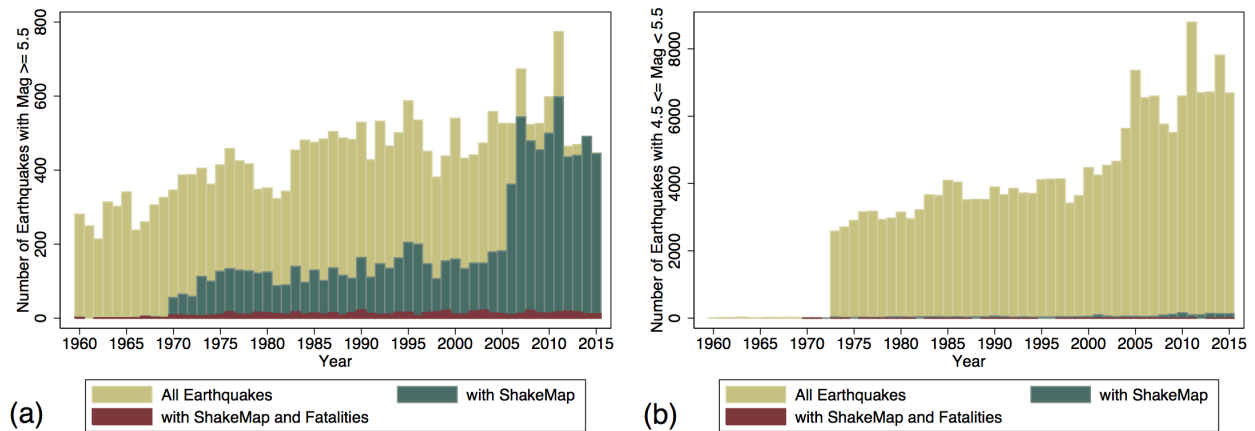 Number of Earthquakes with Mag >= 5.5
800
600
400
200
0
1960 1965 1970 1975 1980 1985 1990 1995 2000 2005 2010 2015
Year
All Earthquakes with ShakeMap
with ShakeMap and Fatalities
(a)
Number of Earthquakes with 4.5 <= Mag < 5.5
8000
6000
4000
2000
0
1960 1965 1970 1975 1980 1985 1990 1995 2000 2005 2010 2015
Year
All Earthquakes with ShakeMap
with ShakeMap and Fatalities
(b)